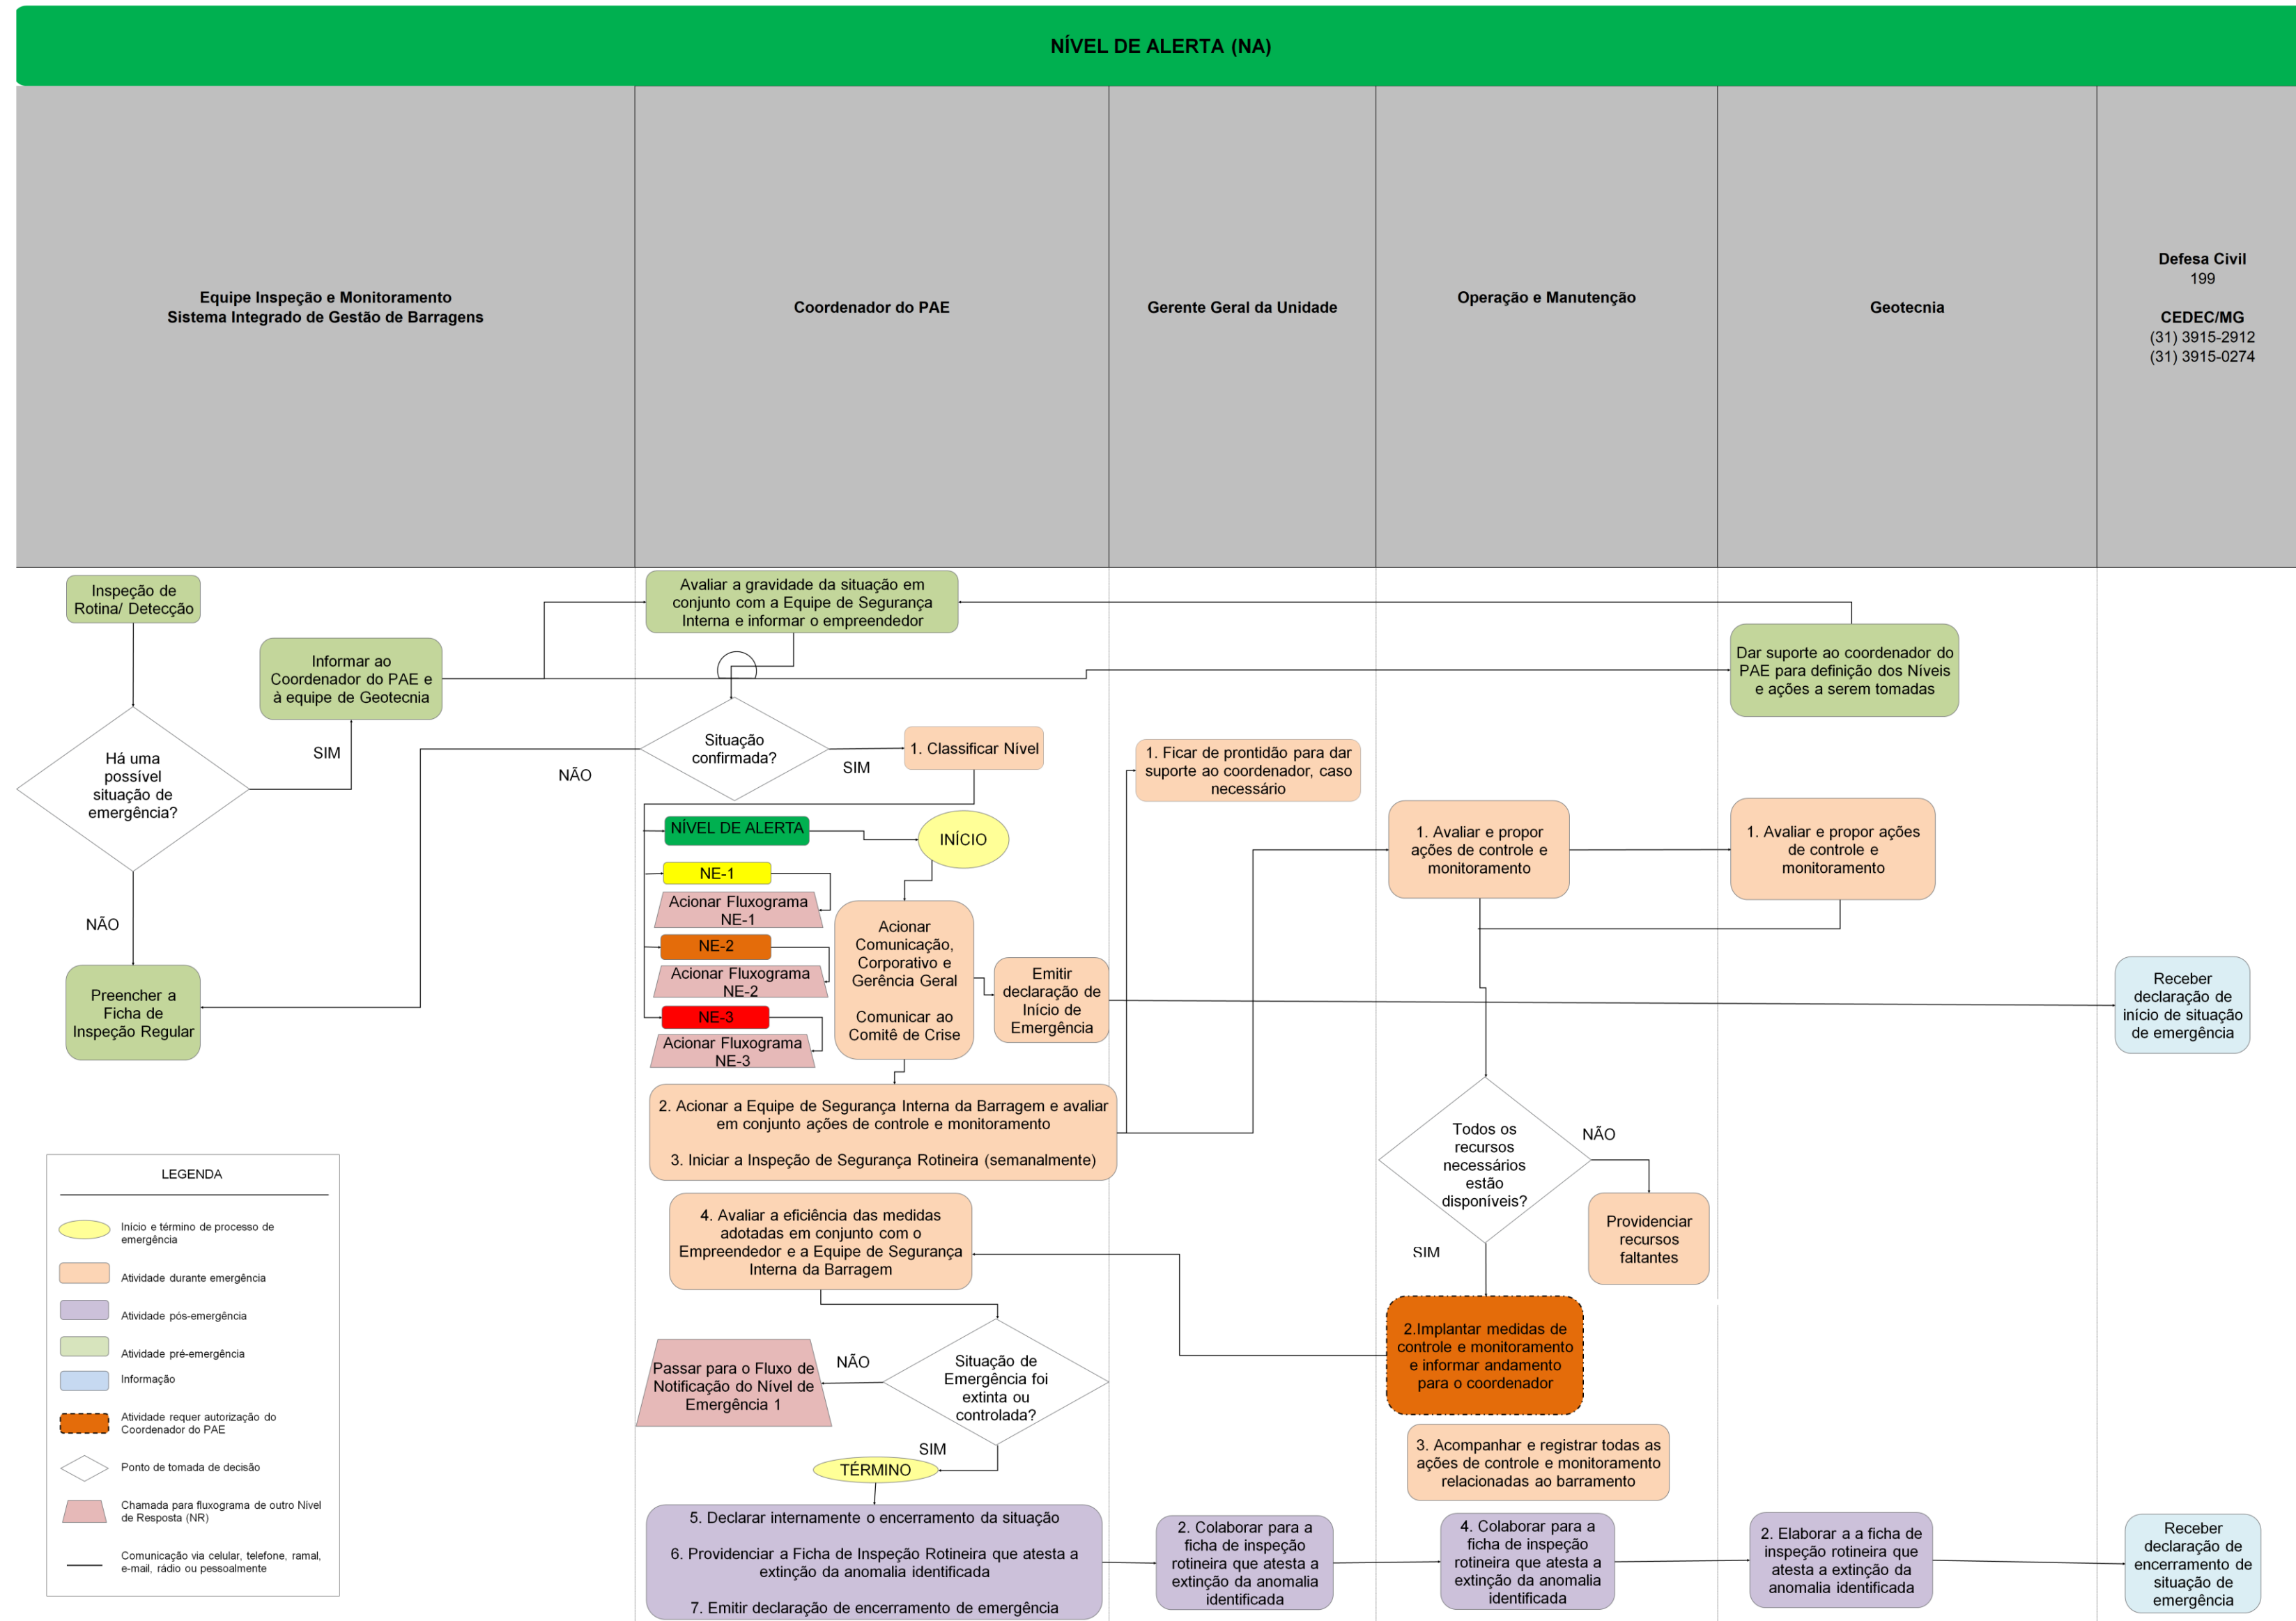 NÍVEL DE ALERTA (NA)
Equipe Inspeção e Monitoramento
Sistema Integrado de Gestão de Barragens
Coordenador do PAE
Gerente Geral da Unidade
Operação e Manutenção
Geotecnia
Defesa Civil
199
CEDEC/MG
(31) 3915-2912
(31) 3915-0274
Inspeção de
Rotina/ Detecção
Informar ao
Coordenador do PAE e
à equipe de Geotecnia
Há uma
possível
situação de
emergência?
SIM
NÃO
Preencher a
Ficha de
Inspeção Regular
Avaliar a gravidade da situação em
conjunto com a Equipe de Segurança
Interna e informar o empreendedor
Dar suporte ao coordenador do
PAE para definição dos Níveis
e ações a serem tomadas
Situação
confirmada?
NÃO
SIM
1. Classificar Nível
NÍVEL DE ALERTA
INÍCIO
NE-1
Acionar Fluxograma
NE-1
NE-2
Acionar Fluxograma
NE-2
NE-3
Acionar Fluxograma
NE-3
Acionar
Comunicação,
Corporativo e
Gerência Geral
Comunicar ao
Comitê de Crise
Emitir
declaração de
Início de
Emergência
1. Ficar de prontidão para dar
suporte ao coordenador, caso
necessário
1. Avaliar e propor
ações de controle e
monitoramento
1. Avaliar e propor ações
de controle e
monitoramento
Receber
declaração de
início de situação
de emergência
2. Acionar a Equipe de Segurança Interna da Barragem e avaliar
em conjunto ações de controle e monitoramento
3. Iniciar a Inspeção de Segurança Rotineira (semanalmente)
Todos os
recursos
necessários
estão
disponíveis?
NÃO
Providenciar
recursos
faltantes
SIM
4. Avaliar a eficiência das medidas
adotadas em conjunto com o
Empreendedor e a Equipe de Segurança
Interna da Barragem
2.Implantar medidas de
controle e monitoramento
e informar andamento
para o coordenador
Passar para o Fluxo de
Notificação do Nível de
Emergência 1
NÃO
Situação de
Emergência foi
extinta ou
controlada?
SIM
TÉRMINO
3. Acompanhar e registrar todas as
ações de controle e monitoramento
relacionadas ao barramento
5. Declarar internamente o encerramento da situação
6. Providenciar a Ficha de Inspeção Rotineira que atesta a
extinção da anomalia identificada
7. Emitir declaração de encerramento de emergência
2. Colaborar para a
ficha de inspeção
rotineira que atesta a
extinção da anomalia
identificada
4. Colaborar para a
ficha de inspeção
rotineira que atesta a
extinção da anomalia
identificada
2. Elaborar a a ficha de
inspeção rotineira que
atesta a extinção da
anomalia identificada
Receber
declaração de
encerramento de
situação de
emergência
LEGENDA
Início e término de processo de
emergência
Atividade durante emergência
Atividade pós-emergência
Atividade pré-emergência
Informação
Atividade requer autorização do
Coordenador do PAE
Ponto de tomada de decisão
Chamada para fluxograma de outro Nível
de Resposta (NR)
Comunicação via celular, telefone, ramal,
e-mail, rádio ou pessoalmente